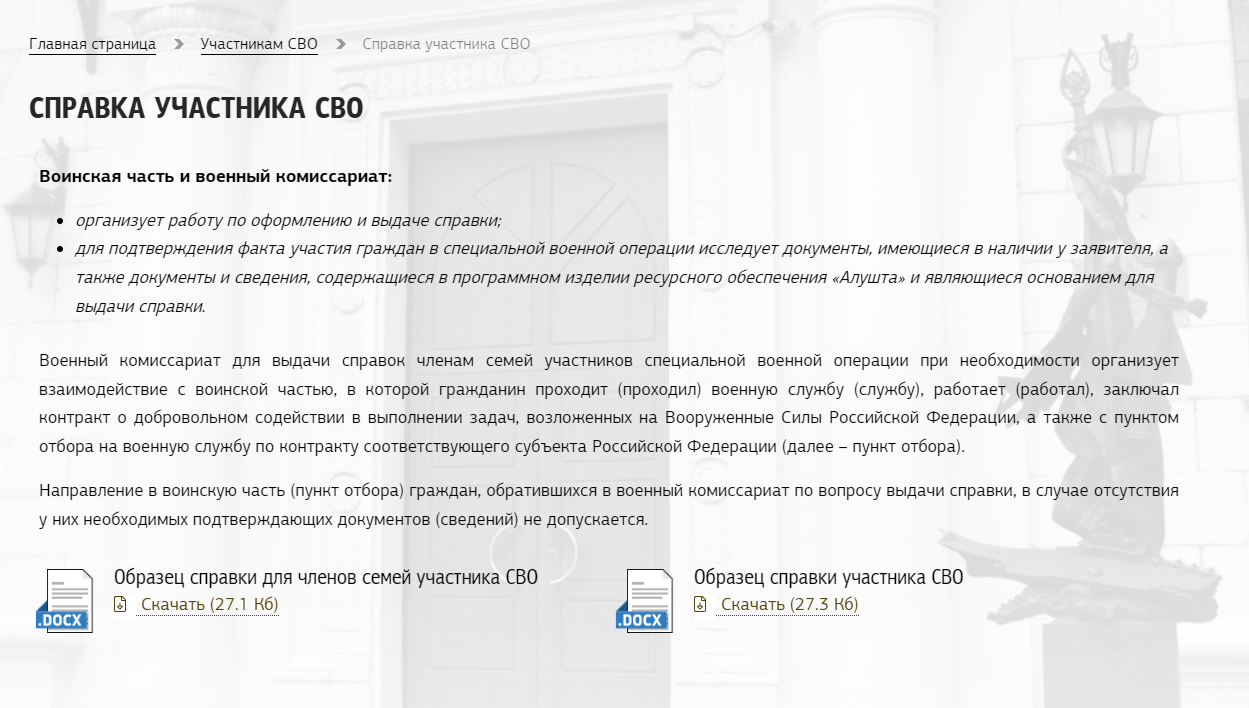 Главная страница
Участникам СВО
Справка участника СВО
СПРАВКА УЧАСТНИКА СВО
Воинская часть и военный комиссариат:
организует работу по оформлению и выдаче справки;
для подтверждения факта участия граждан в специальной военной операции исследует документы, имеющиеся в наличии у заявителя, а
также документы и сведения, содержащиеся в программном изделии ресурсного обеспечения «Алушта» и являющиеся основанием для
выдачи справки.
Военный комиссариат для выдачи справок членам семей участников специальной военной операции при необходимости организует
взаимодействие с воинской частью, в которой гражданин проходит (проходил) военную службу (службу), работает (работал), заключал
контракт о добровольном содействии в выполнении задач, возложенных на Вооруженные Силы Российской Федерации, а также с пунктом
отбора на военную службу по контракту соответствующего субъекта Российской Федерации (далее – пункт отбора).
Направление в воинскую часть (пункт отбора) граждан, обратившихся в военный комиссариат по вопросу выдачи справки, в случае отсутствия
у них необходимых подтверждающих документов (сведений) не допускается.
.DOCX
Образец справки для членов семей участника СВО
Скачать (27.1 Кб)
.DOCX
Образец справки участника СВО
Скачать (27.3 Кб)